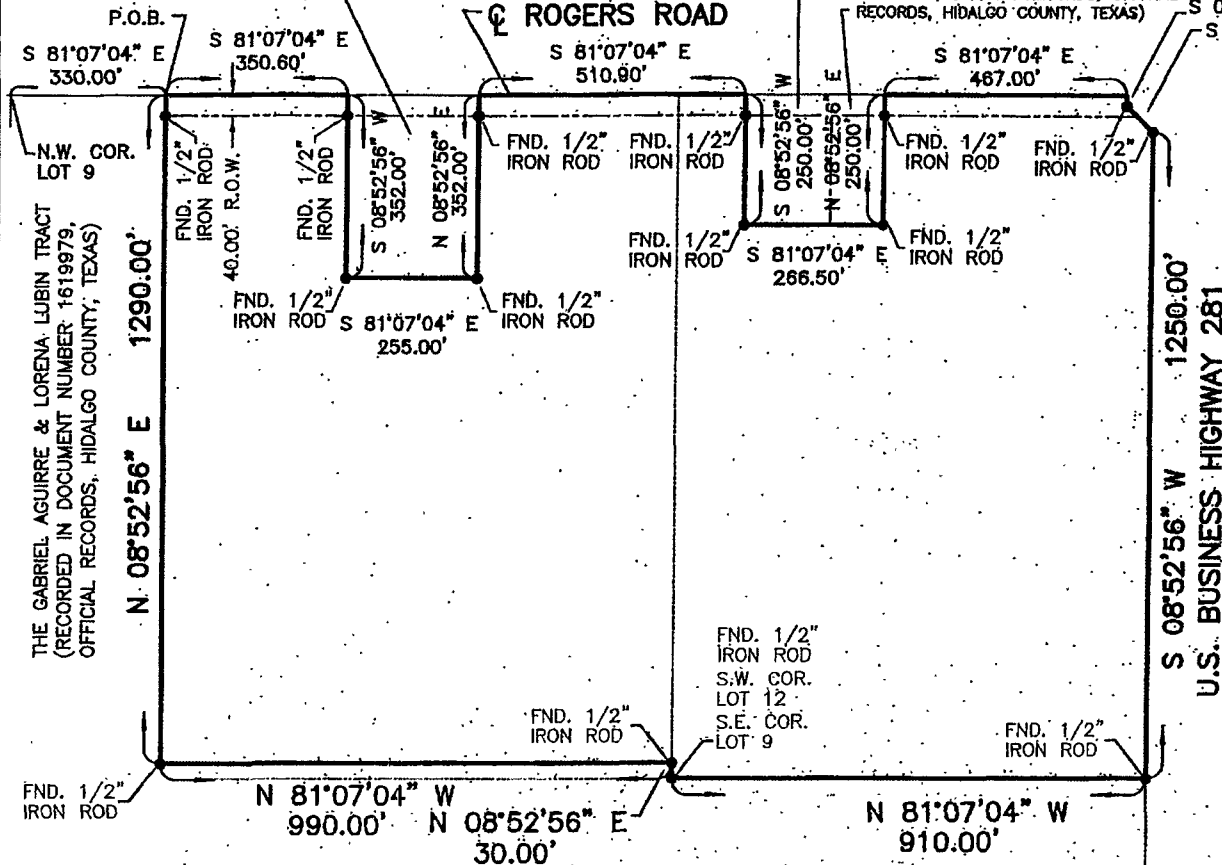 P.O.B.
℄ ROGERS ROAD
RECORDS, HIDALGO COUNTY, TEXAS)
S 0
S
S 81°07'04" E
330.00'
S 81°07'04" E
350.60'
S 81°07'04" E
510.90'
S 81°07'04" E
467.00'
N.W. COR.
LOT 9
FND. 1/2"
IRON ROD
40.00' R.O.W.
FND. 1/2"
IRON ROD
S 08°52'56" W
352.00'
N 08°52'56" E
352.00'
FND. 1/2"
IRON ROD
FND. 1/2"
IRON ROD
S 08°52'56" W
250.00'
N 08°52'56" E
250.00'
FND. 1/2"
IRON ROD
FND. 1/2"
IRON ROD
FND. 1/2"
IRON ROD
S 81°07'04" E
266.50'
FND. 1/2"
IRON ROD
FND. 1/2"
IRON ROD
S 81°07'04" E
255.00'
FND. 1/2"
IRON ROD
THE GABRIEL AGUIRRE & LORENA LUBIN TRACT
(RECORDED IN DOCUMENT NUMBER 1619979,
OFFICIAL RECORDS, HIDALGO COUNTY, TEXAS)
N 08°52'56" E 1290.00'
S 08°52'56" W 1250.00'
U.S. BUSINESS HIGHWAY 281
FND. 1/2"
IRON ROD
S.W. COR.
LOT 12
S.E. COR.
LOT 9
FND. 1/2"
IRON ROD
FND. 1/2"
IRON ROD
FND. 1/2"
IRON ROD
N 81°07'04" W
990.00'
N 08°52'56" E
30.00'
N 81°07'04" W
910.00'